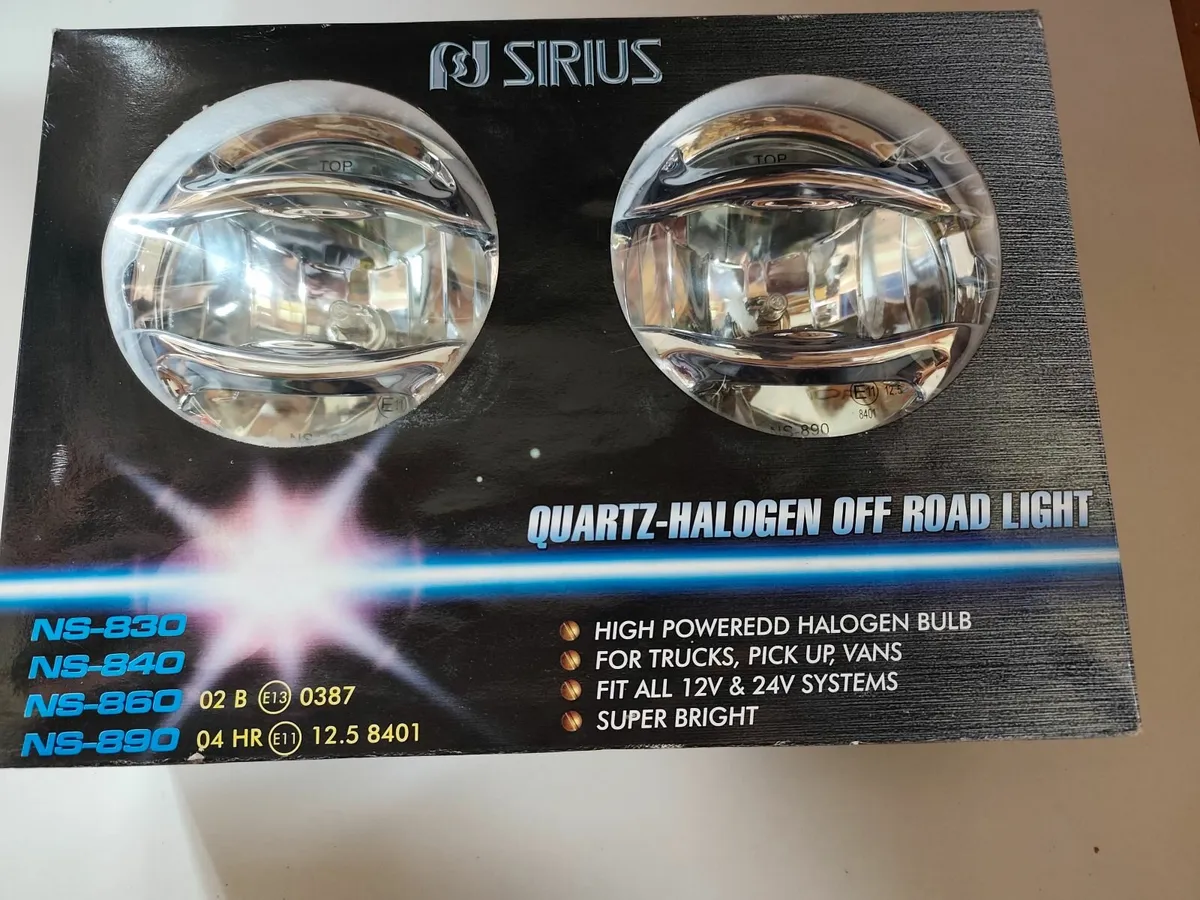 SIRIUS
TOP
TOP
E11
NS
E11 12.5
8401
NS-890
QUARTZ-HALOGEN OFF ROAD LIGHT
NS-830
NS-840
NS-860 02 B E13 0387
NS-890 04 HR E11 12.5 8401
HIGH POWEREDD HALOGEN BULB
FOR TRUCKS, PICK UP, VANS
FIT ALL 12V & 24V SYSTEMS
SUPER BRIGHT